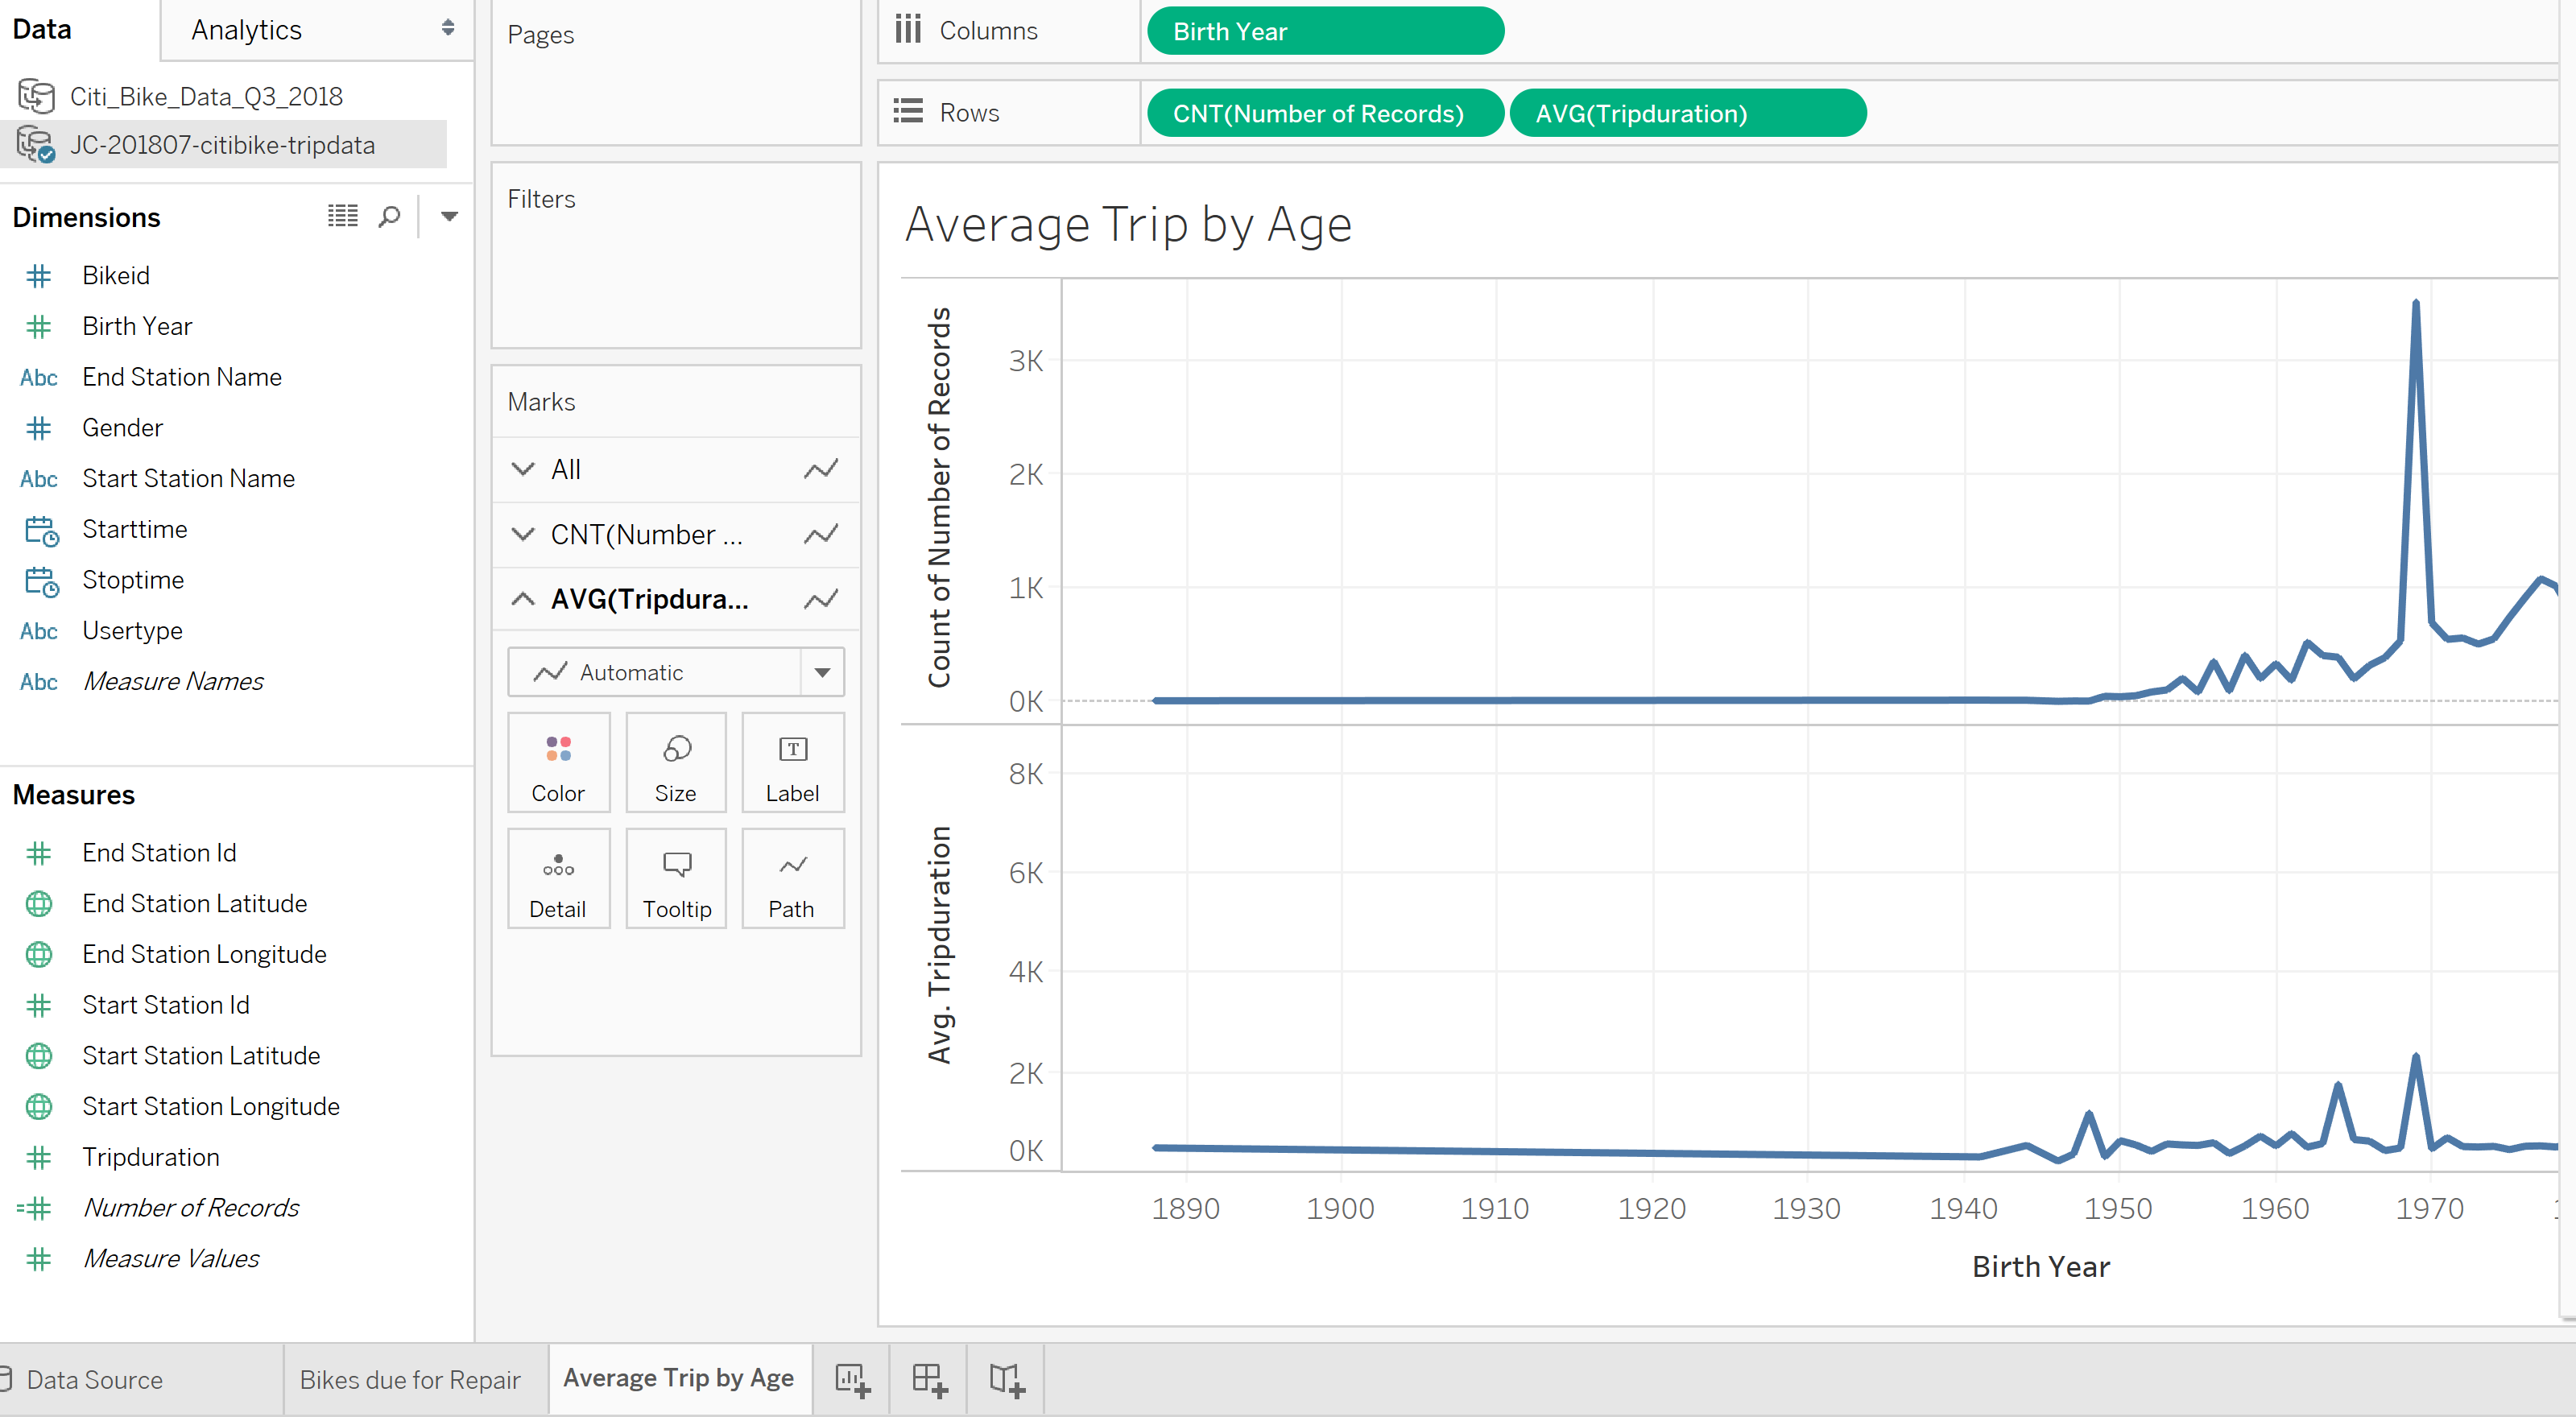 Data
Analytics
Citi_Bike_Data_Q3_2018
JC-201807-citibike-tripdata
Dimensions
# Bikeid
# Birth Year
Abc End Station Name
# Gender
Abc Start Station Name
Starttime
Stoptime
Abc Usertype
Abc Measure Names
Measures
# End Station Id
End Station Latitude
End Station Longitude
# Start Station Id
Start Station Latitude
Start Station Longitude
# Tripduration
=# Number of Records
# Measure Values
Pages
Filters
Marks
All
CNT(Number ...
AVG(Tripdura...
Automatic
Color
Size
T
Label
Detail
Tooltip
Path
Columns
Birth Year
Rows
CNT(Number of Records)
AVG(Tripduration)
Average Trip by Age
Count of Number of Records
3K
2K
1K
0K
Avg. Tripduration
8K
6K
4K
2K
0K
1890
1900
1910
1920
1930
1940
1950
1960
1970
Birth Year
Data Source
Bikes due for Repair
Average Trip by Age